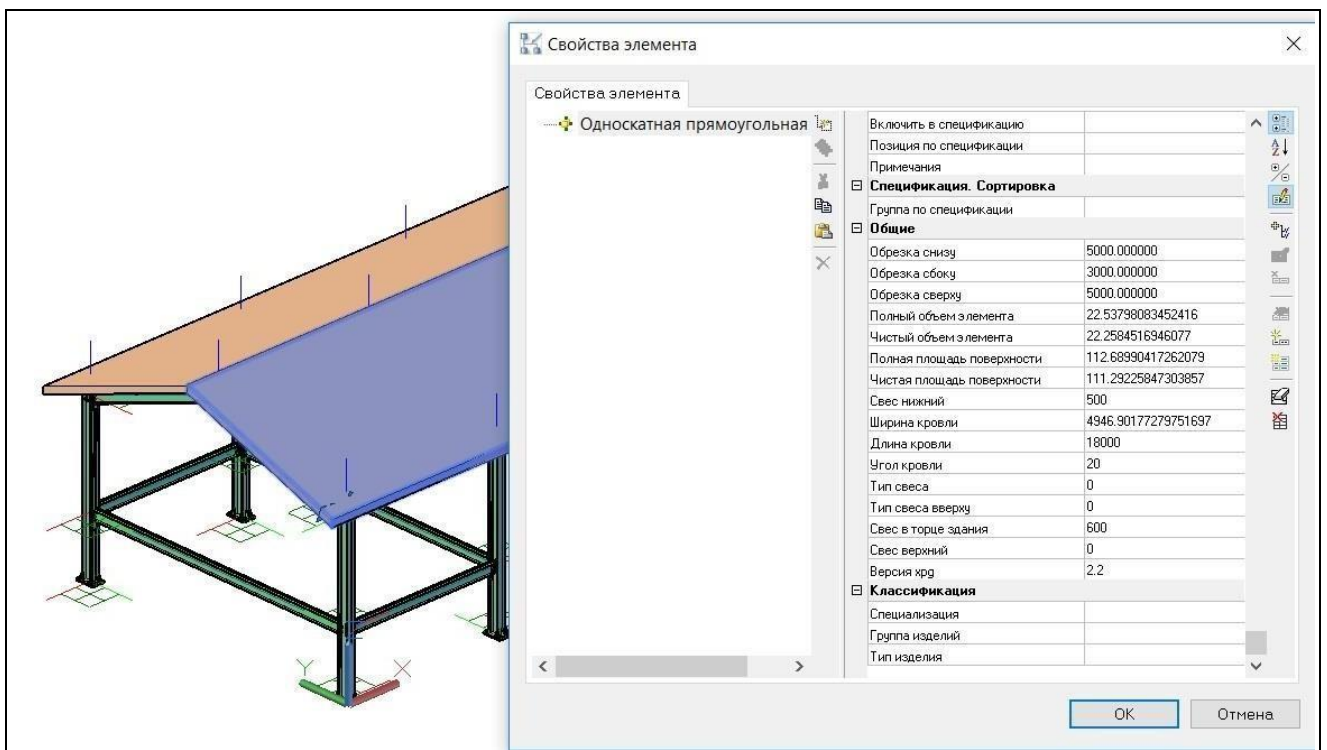 Свойства элемента
Свойства элемента
Односкатная прямоугольная
Включить в спецификацию
Позиция по спецификации
Примечания
Спецификация. Сортировка
Группа по спецификации
Общие
Обрезка снизу 5000.000000
Обрезка сбоку 3000.000000
Обрезка сверху 5000.000000
Полный объем элемента 22.53798083452416
Чистый объем элемента 22.2584516946077
Полная площадь поверхности 112.68990417262079
Чистая площадь поверхности 111.29225847303857
Свес нижний 500
Ширина кровли 4946.90177279751697
Длина кровли 18000
Угол кровли 20
Тип свеса 0
Тип свеса вверху 0
Свес в торце здания 600
Свес верхний 0
Версия xpg 2.2
Классификация
Специализация
Группа изделий
Тип изделия
Y X
OK Отмена